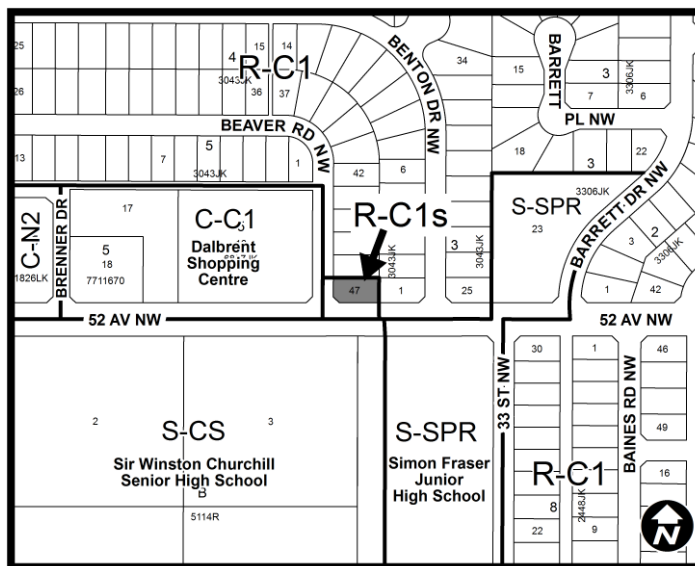 25
4
15
14
R-C1
3043JK
36
37
26
BENTON DR NW
34
BARRETT
15
3
3306JK
7
6
PL NW
BEAVER RD NW
5
13
7
3043JK
1
42
6
18
3
22
3306JK
BARRETT DR NW
17
C-C1
R-C1s
S-SPR
23
C-N2
BRENNER DR
5
18
7711670
Dalbrent
Shopping
Centre
3043JK
3
3043JK
3
2
3306JK
1826LK
47
1
25
1
42
52 AV NW
52 AV NW
30
1
46
33 ST NW
BAINES RD NW
2
3
S-CS
S-SPR
49
Sir Winston Churchill
Senior High School
B
Simon Fraser
Junior
High School
R-C1
16
5114R
8
2448JK
22
9
N